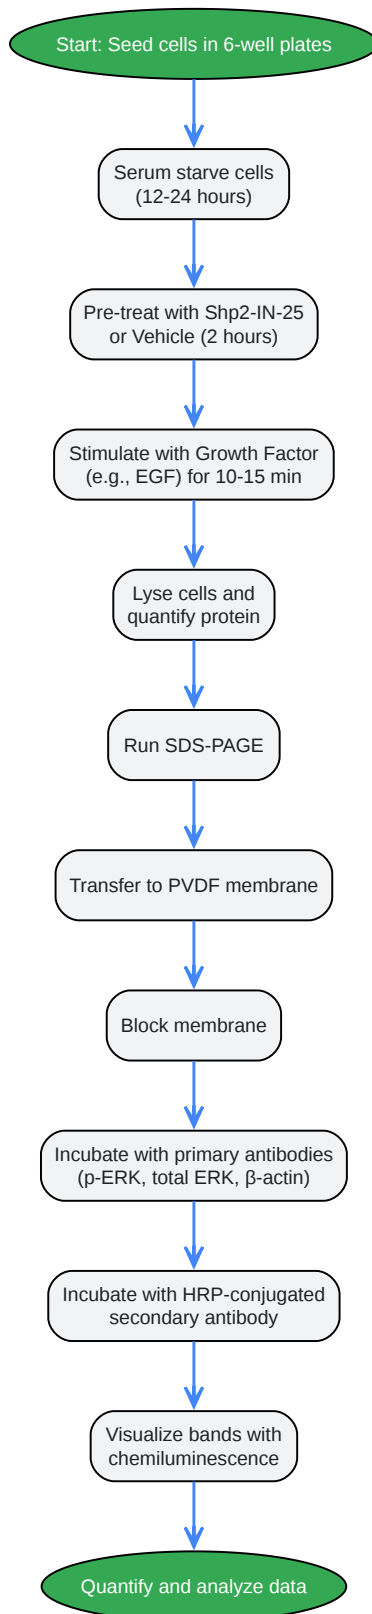 Start: Seed cells in 6-well plates
Serum starve cells
(12-24 hours)
Pre-treat with Shp2-IN-25
or Vehicle (2 hours)
Stimulate with Growth Factor
(e.g., EGF) for 10-15 min
Lyse cells and
quantify protein
Run SDS-PAGE
Transfer to PVDF membrane
Block membrane
Incubate with primary antibodies
(p-ERK, total ERK, β-actin)
Incubate with HRP-conjugated
secondary antibody
Visualize bands with
chemiluminescence
Quantify and analyze data